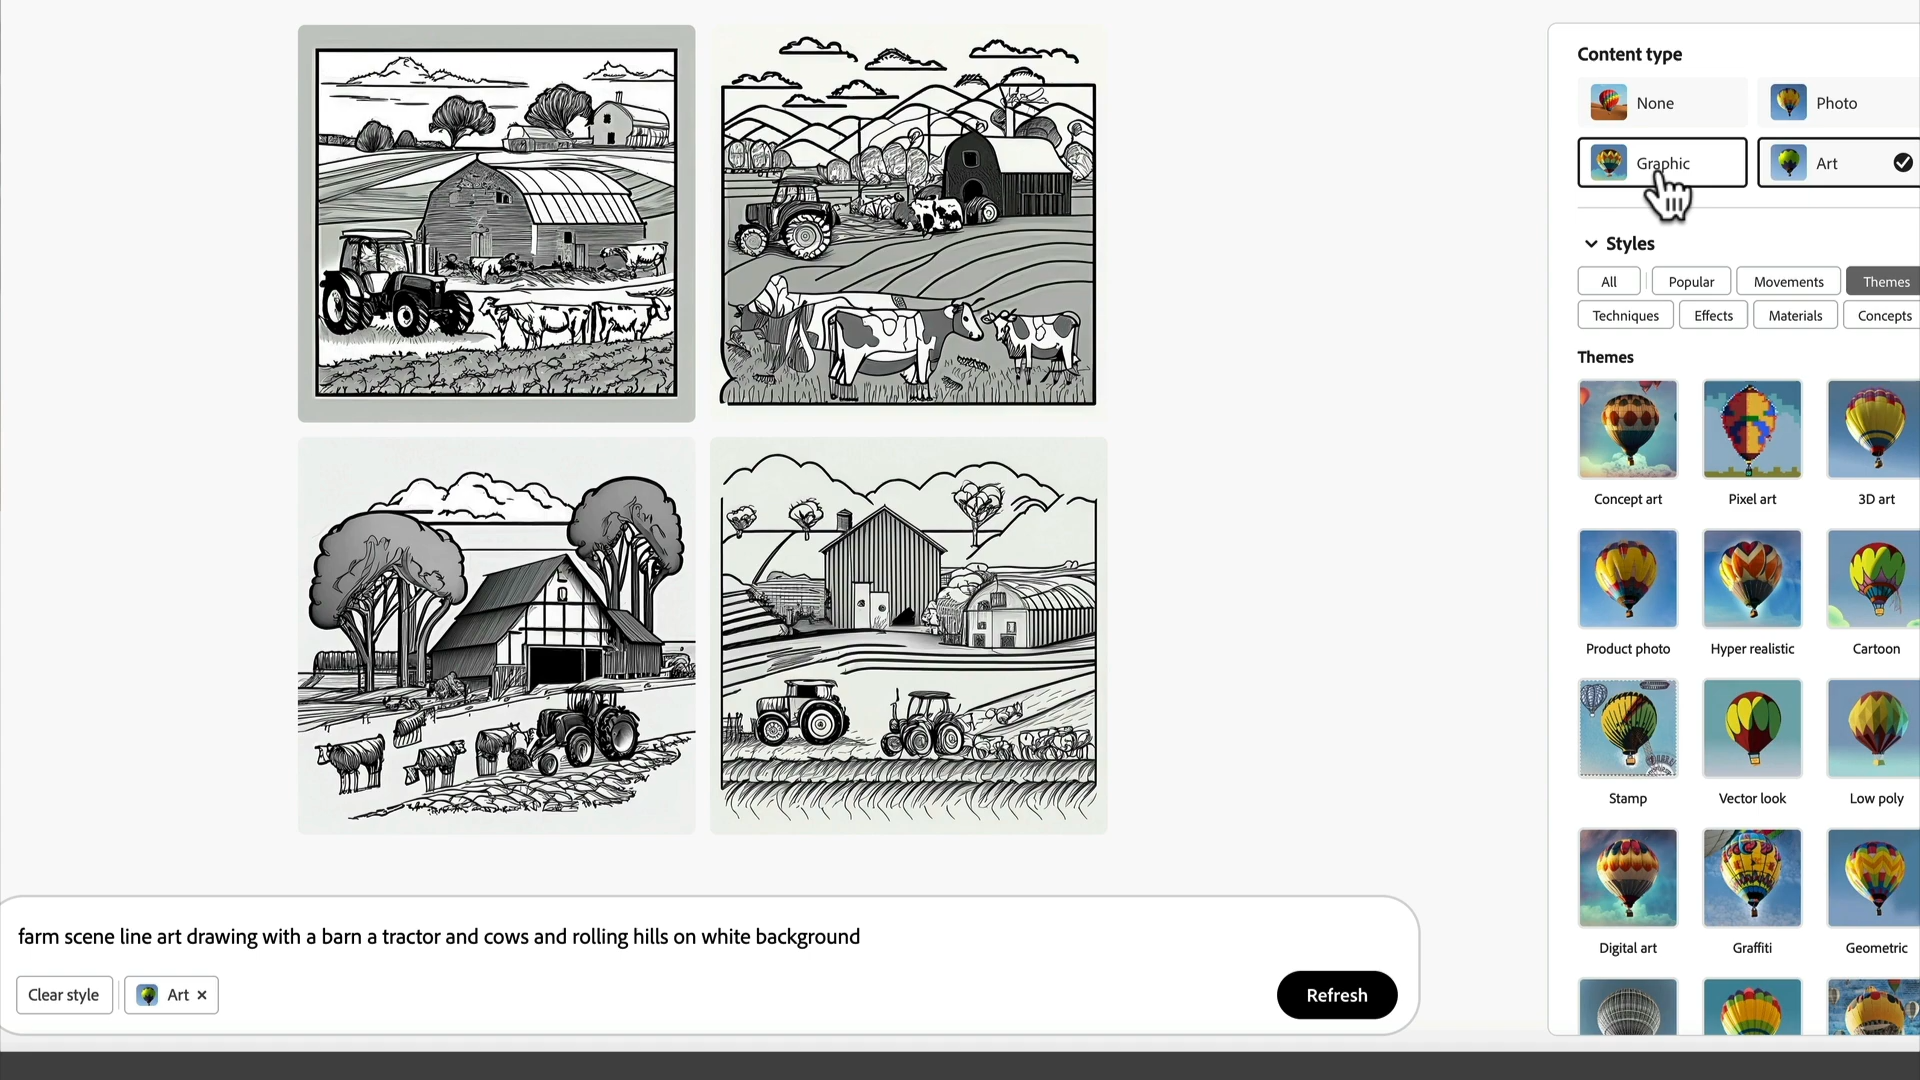 Content type
None
Photo
Graphic
Art
Styles
All
Popular
Movements
Themes
Techniques
Effects
Materials
Concepts
Themes
Concept art
Pixel art
3D art
Product photo
Hyper realistic
Cartoon
Stamp
Vector look
Low poly
Digital art
Graffiti
Geometric
farm scene line art drawing with a barn a tractor and cows and rolling hills on white background
Clear style
Art
Refresh